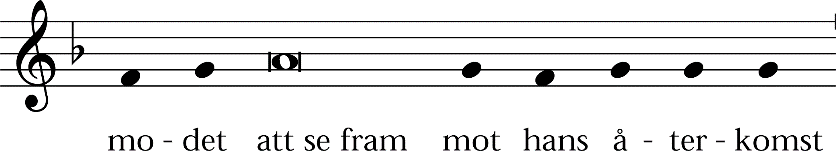 mo - det att se fram mot hans å - ter - komst